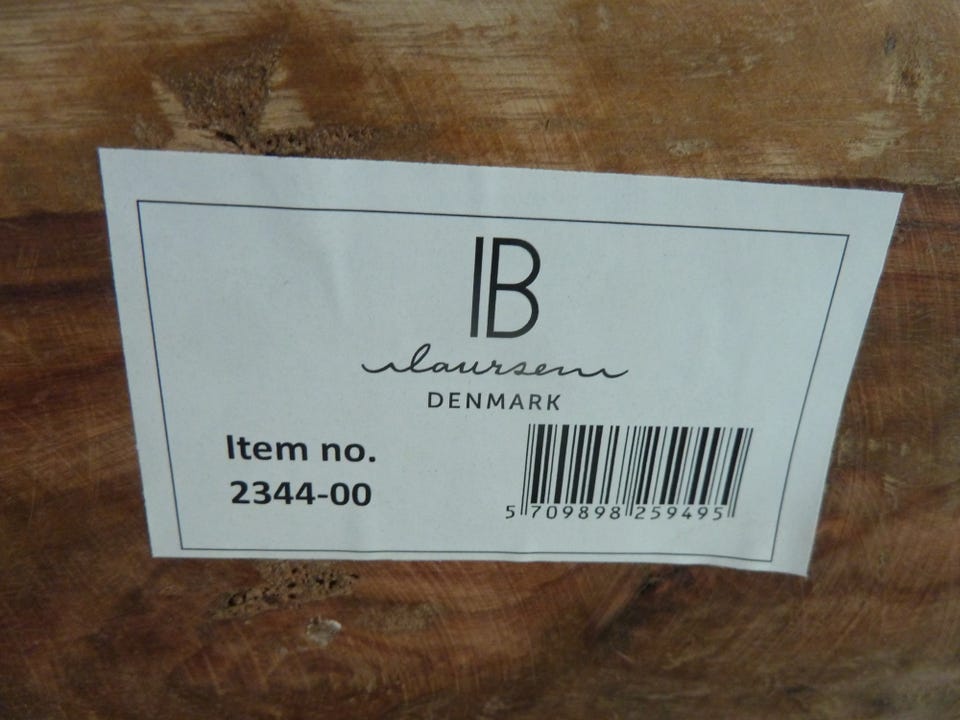 IB
laursen
DENMARK
Item no.
2344-00
5 709898 259495